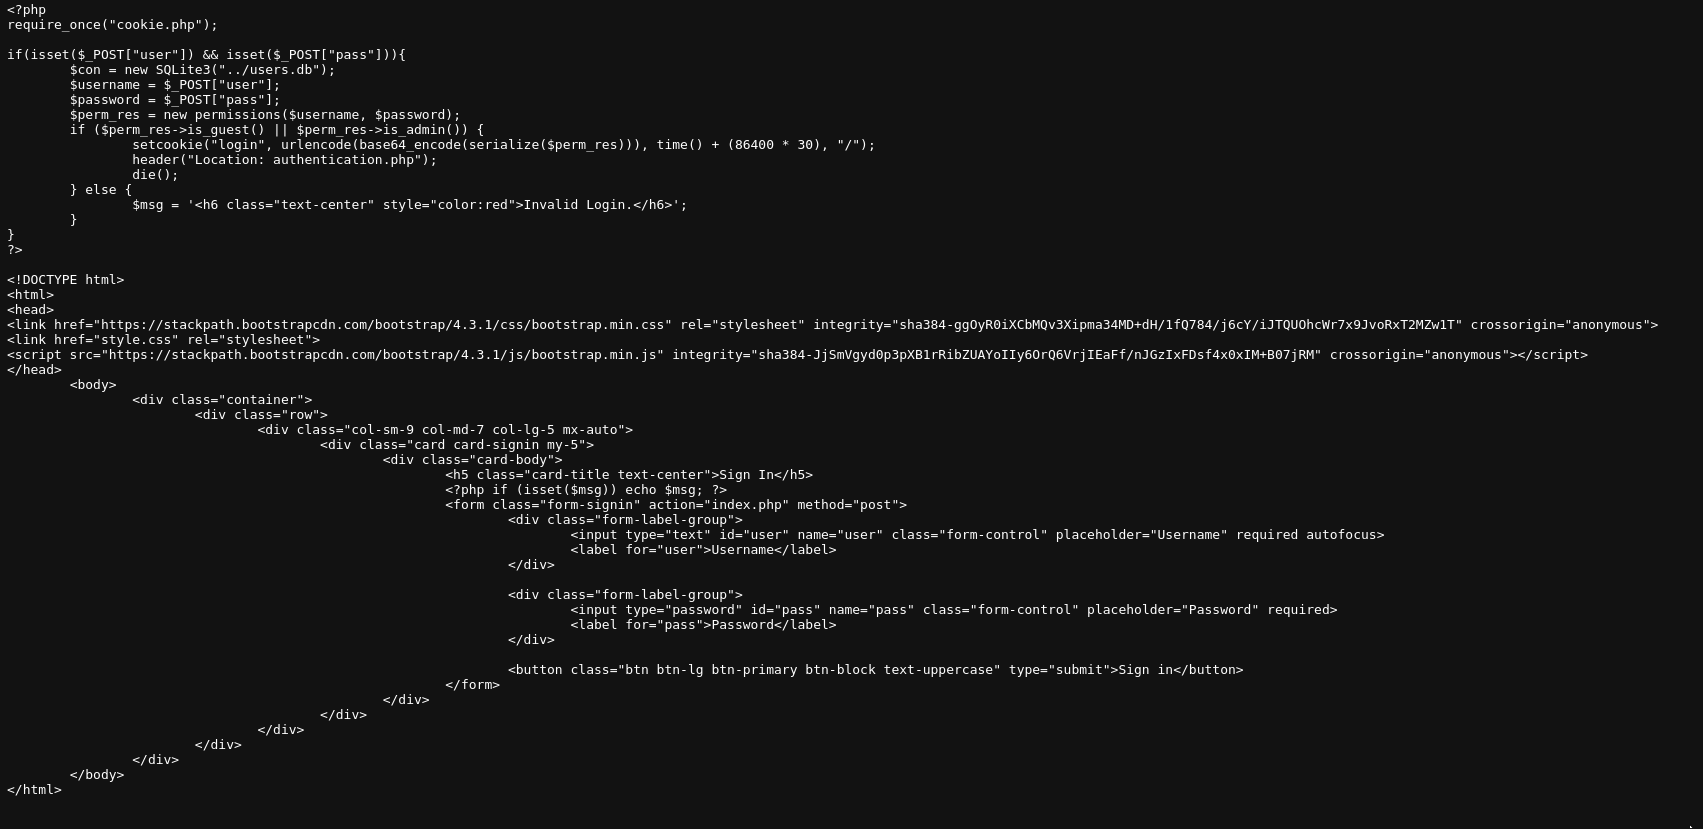 <?php
require_once("cookie.php");

if(isset($_POST["user"]) && isset($_POST["pass"])){
	$con = new SQLite3("../users.db");
	$username = $_POST["user"];
	$password = $_POST["pass"];
	$perm_res = new permissions($username, $password);
	if ($perm_res->is_guest() || $perm_res->is_admin()) {
		setcookie("login", urlencode(base64_encode(serialize($perm_res))), time() + (86400 * 30), "/");
		header("Location: authentication.php");
		die();
	} else {
		$msg = '<h6 class="text-center" style="color:red">Invalid Login.</h6>';
	}
}
?>

<!DOCTYPE html>
<html>
<head>
<link href="https://stackpath.bootstrapcdn.com/bootstrap/4.3.1/css/bootstrap.min.css" rel="stylesheet" integrity="sha384-ggOyR0iXCbMQv3Xipma34MD+dH/1fQ784/j6cY/iJTQUOhcWr7x9JvoRxT2MZw1T" crossorigin="anonymous">
<link href="style.css" rel="stylesheet">
<script src="https://stackpath.bootstrapcdn.com/bootstrap/4.3.1/js/bootstrap.min.js" integrity="sha384-JjSmVgyd0p3pXB1rRibZUAYoIIy6OrQ6VrjIEaFf/nJGzIxFDsf4x0xIM+B07jRM" crossorigin="anonymous"></script>
</head>
	<body>
		<div class="container">
			<div class="row">
				<div class="col-sm-9 col-md-7 col-lg-5 mx-auto">
					<div class="card card-signin my-5">
						<div class="card-body">
							<h5 class="card-title text-center">Sign In</h5>
							<?php if (isset($msg)) echo $msg; ?>
							<form class="form-signin" action="index.php" method="post">
								<div class="form-label-group">
									<input type="text" id="user" name="user" class="form-control" placeholder="Username" required autofocus>
									<label for="user">Username</label>
								</div>

								<div class="form-label-group">
									<input type="password" id="pass" name="pass" class="form-control" placeholder="Password" required>
									<label for="pass">Password</label>
								</div>

								<button class="btn btn-lg btn-primary btn-block text-uppercase" type="submit">Sign in</button>
							</form>
						</div>
					</div>
				</div>
			</div>
		</div>
	</body>
</html>